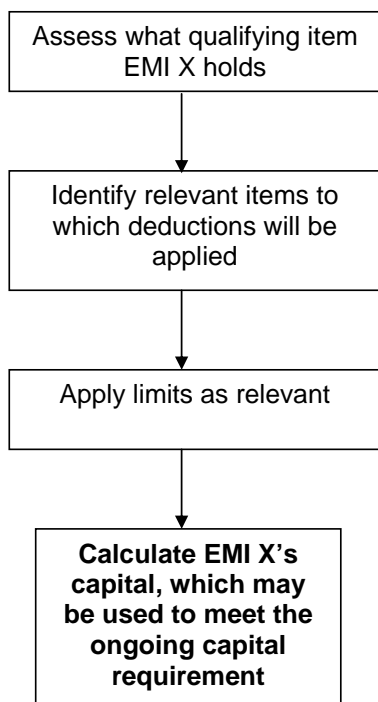 Assess what qualifying item
EMI X holds
Identify relevant items to
which deductions will be
applied
Apply limits as relevant
Calculate EMI X’s
capital, which may
be used to meet the
ongoing capital
requirement